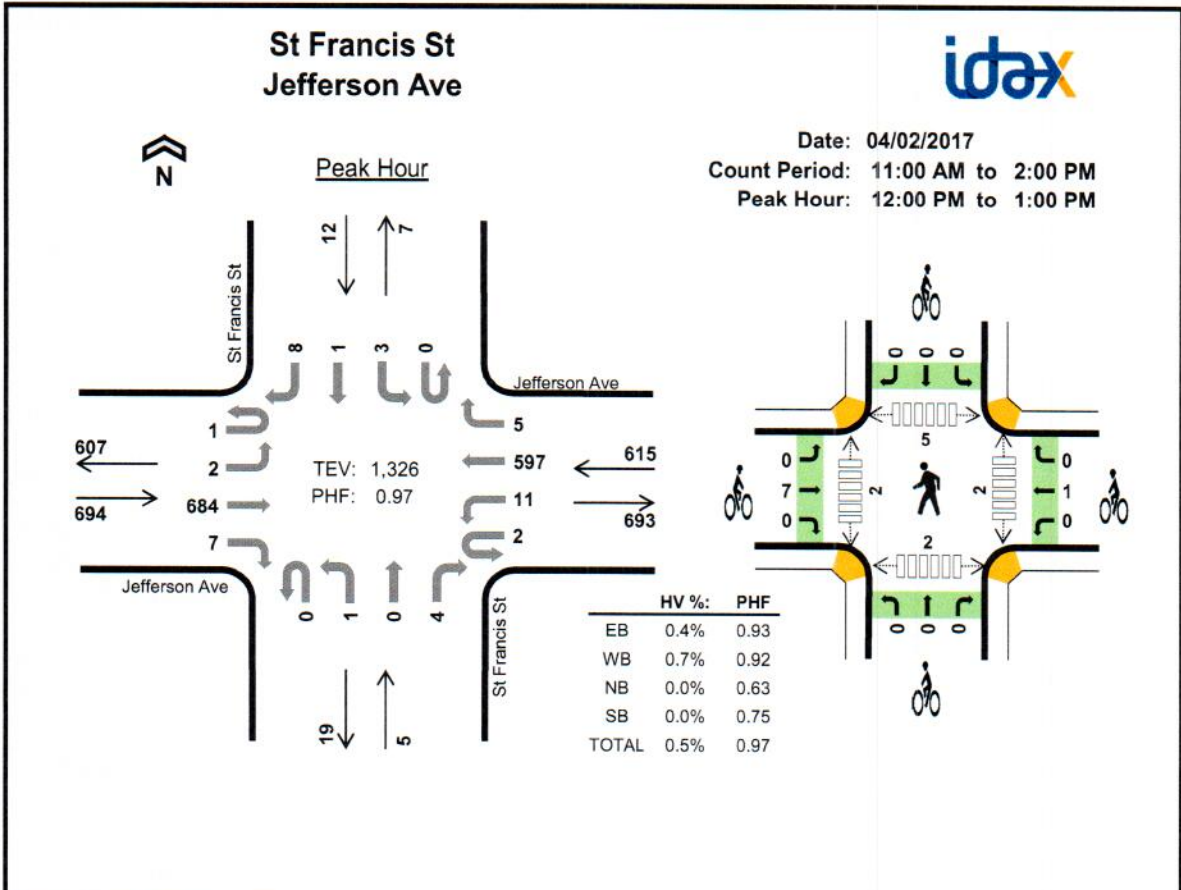 St Francis St
Jefferson Ave
idax
N
Peak Hour
Date: 04/02/2017
Count Period: 11:00 AM to 2:00 PM
Peak Hour: 12:00 PM to 1:00 PM
12
7
St Francis St
8
1
3
0
Jefferson Ave
1
2
684
7
607
694
TEV: 1,326
PHF: 0.97
5
597
11
2
615
693
Jefferson Ave
0
1
0
4
St Francis St
19
5
HV %: PHF
EB 0.4% 0.93
WB 0.7% 0.92
NB 0.0% 0.63
SB 0.0% 0.75
TOTAL 0.5% 0.97
0
0
0
5
0
7
0
2
2
0
1
0
2
0
0
0